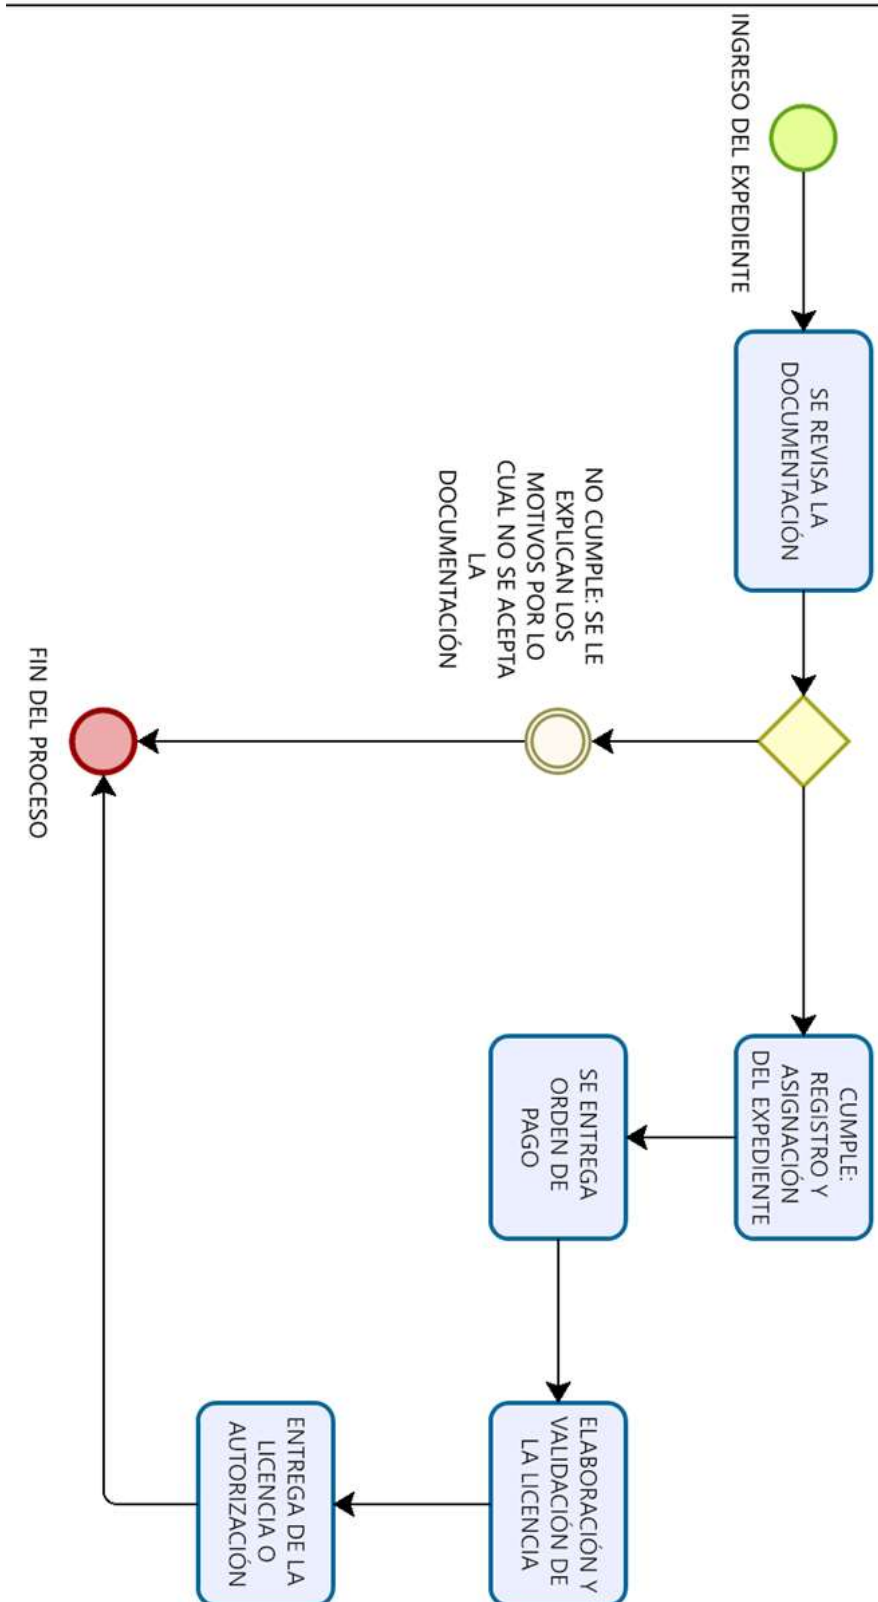 INGRESO DEL EXPEDIENTE
SE REVISA LA
DOCUMENTACIÓN
NO CUMPLE: SE LE
EXPLICAN LOS
MOTIVOS POR LO
CUAL NO SE ACEPTA
LA
DOCUMENTACIÓN
FIN DEL PROCESO
CUMPLE:
REGISTRO Y
ASIGNACIÓN
DEL EXPEDIENTE
SE ENTREGA
ORDEN DE
PAGO
ELABORACIÓN Y
VALIDACIÓN DE
LA LICENCIA
ENTREGA DE LA
LICENCIA O
AUTORIZACIÓN